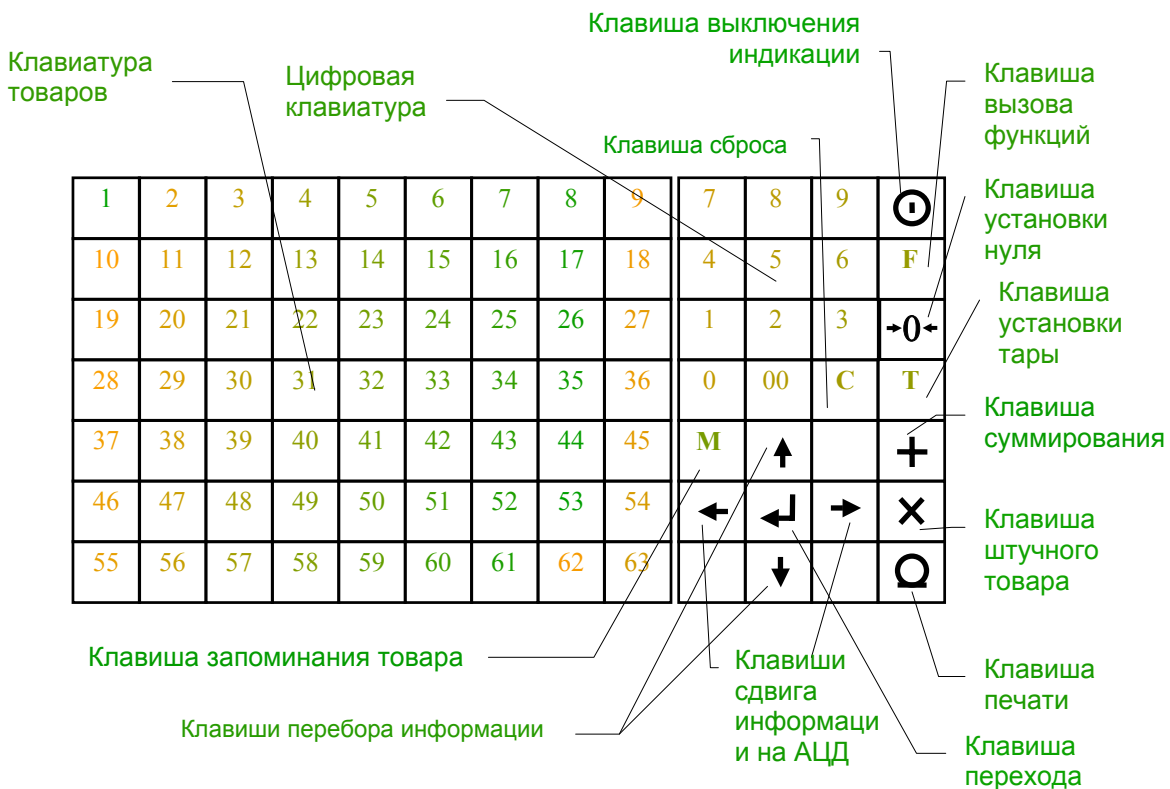 Клавиша выключения
индикации
Клавиатура
товаров
Цифровая
клавиатура
Клавиша
вызова
функций
Клавиша сброса
Клавиша
установки
нуля
Клавиша
установки
тары
Клавиша
суммирования
Клавиша
штучного
товара
Клавиша
печати
1 2 3 4 5 6 7 8 9 7 8 9
10 11 12 13 14 15 16 17 18 4 5 6 F
19 20 21 22 23 24 25 26 27 1 2 3 →0←
28 29 30 31 32 33 34 35 36 0 00 C T
37 38 39 40 41 42 43 44 45 M ↑ +
46 47 48 49 50 51 52 53 54 ← ↵ → ×
55 56 57 58 59 60 61 62 63 ↓ Ω
Клавиша запоминания товара
Клавиши перебора информации
Клавиши
сдвига
информаци
и на АЦД
Клавиша
перехода